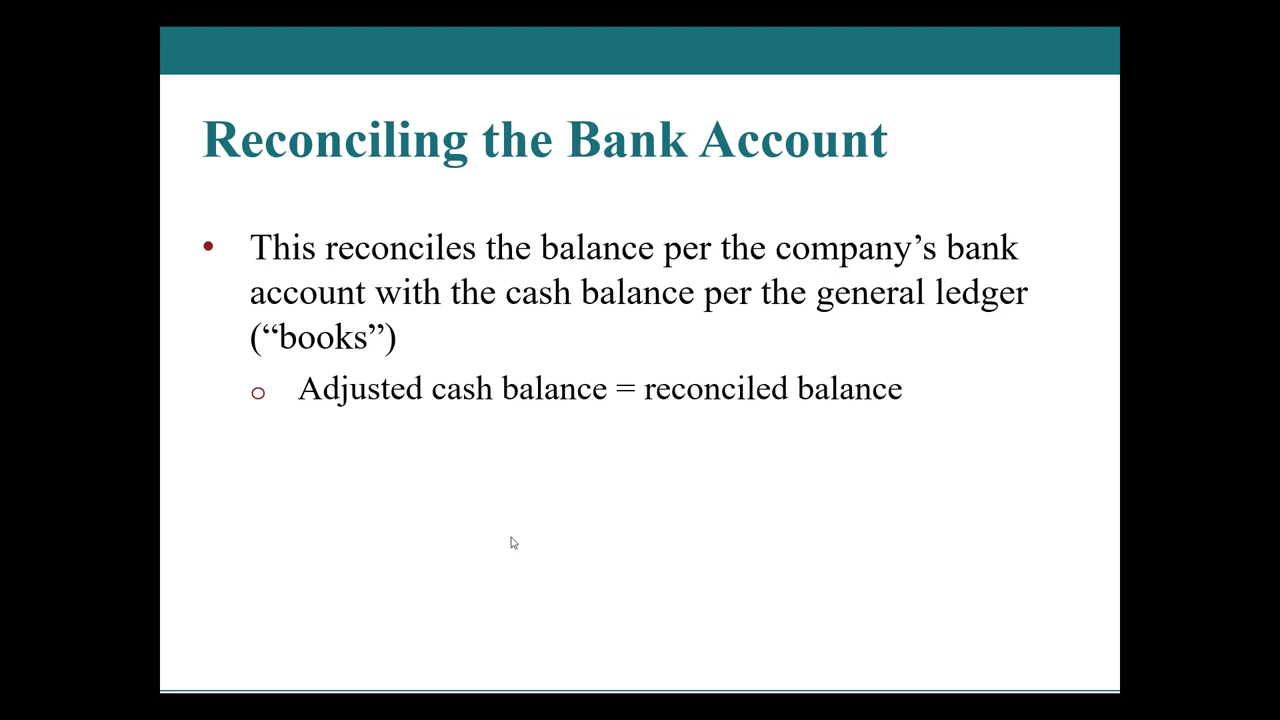 Reconciling the Bank Account
• This reconciles the balance per the company’s bank
account with the cash balance per the general ledger
(“books”)
o Adjusted cash balance = reconciled balance